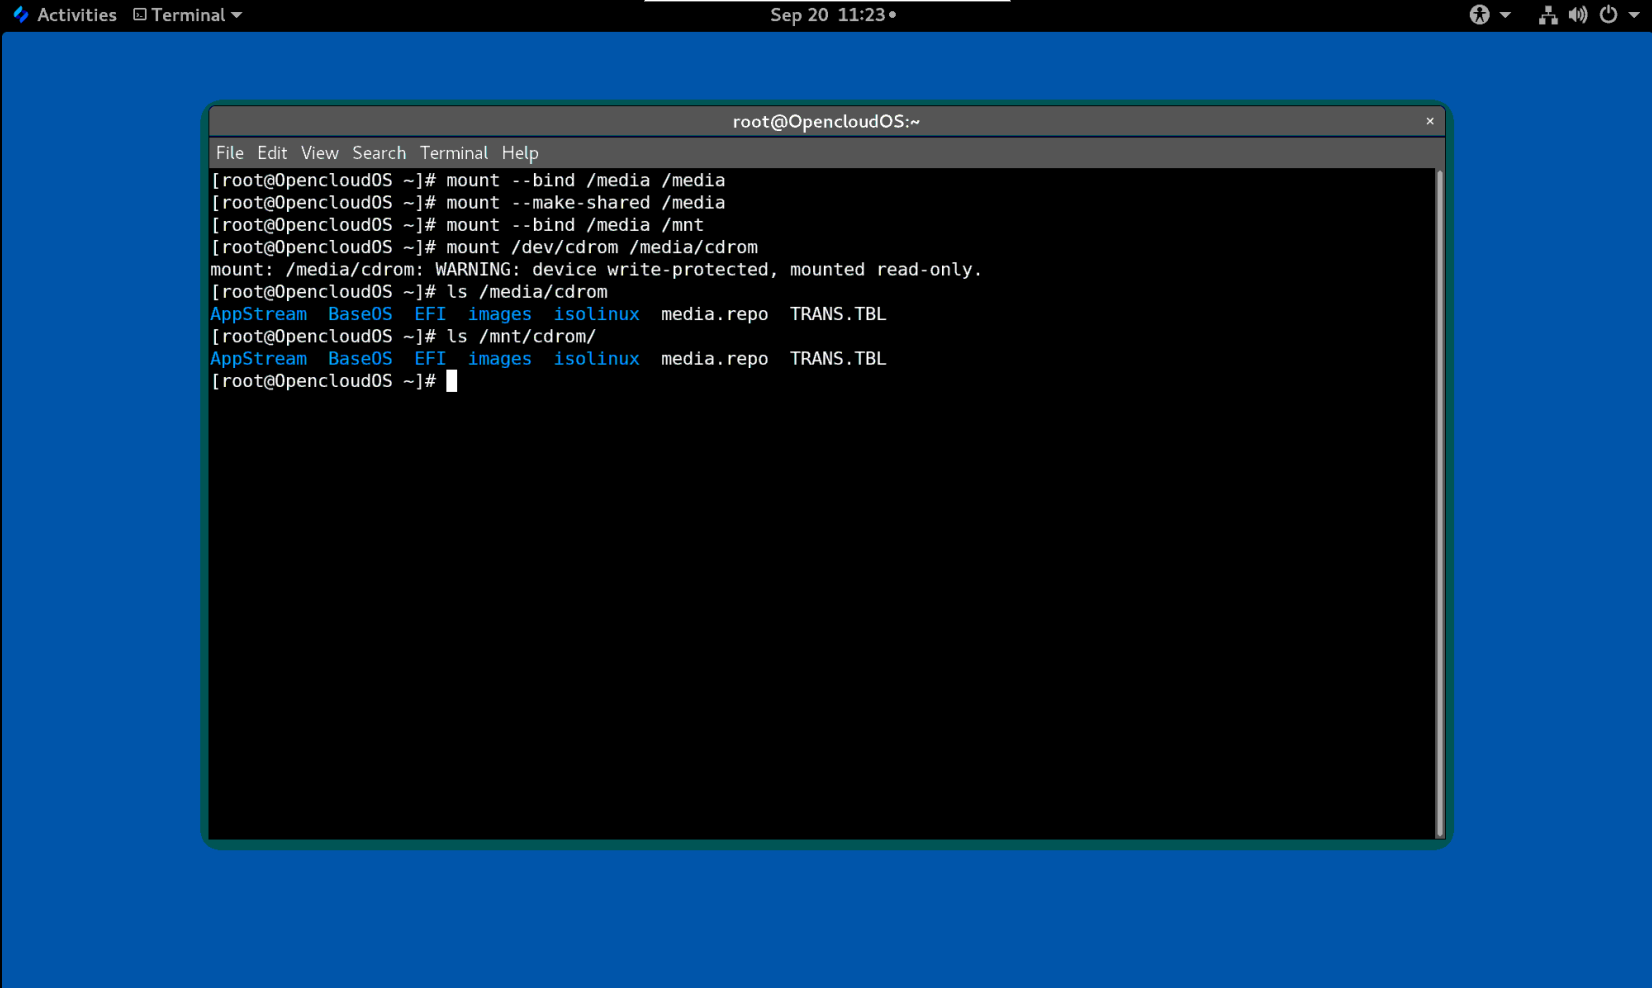 Activities Terminal Sep 20 11:23
root@OpencloudOS:~ ×
File Edit View Search Terminal Help
[root@OpencloudOS ~]# mount --bind /media /media
[root@OpencloudOS ~]# mount --make-shared /media
[root@OpencloudOS ~]# mount --bind /media /mnt
[root@OpencloudOS ~]# mount /dev/cdrom /media/cdrom
mount: /media/cdrom: WARNING: device write-protected, mounted read-only.
[root@OpencloudOS ~]# ls /media/cdrom
AppStream  BaseOS  EFI  images  isolinux  media.repo  TRANS.TBL
[root@OpencloudOS ~]# ls /mnt/cdrom/
AppStream  BaseOS  EFI  images  isolinux  media.repo  TRANS.TBL
[root@OpencloudOS ~]#